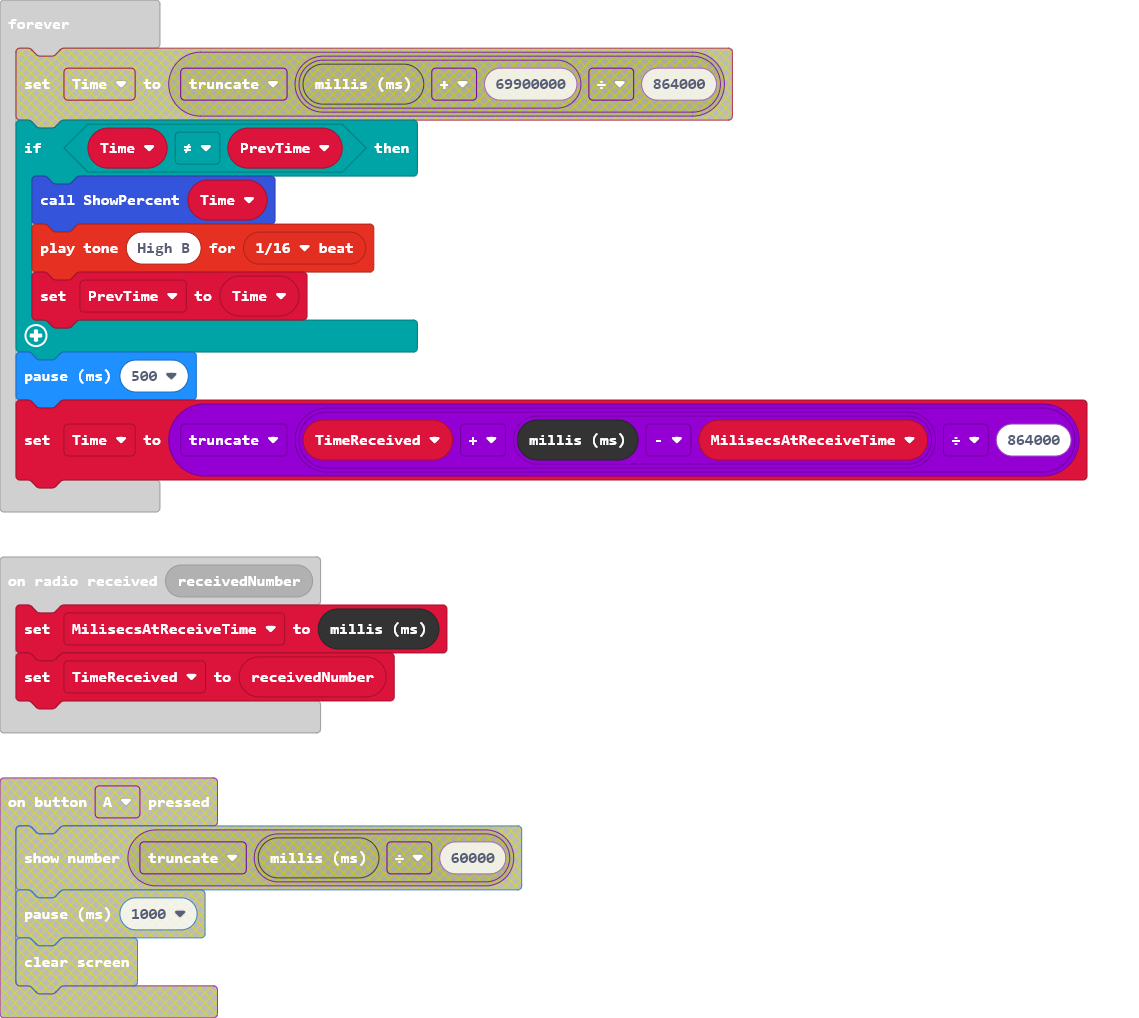 forever
set Time to truncate millis (ms) + 69900000 ÷ 864000
if Time ≠ PrevTime then
call ShowPercent Time
play tone High B for 1/16 beat
set PrevTime to Time
pause (ms) 500
set Time to truncate TimeReceived + millis (ms) - MilisecsAtReceiveTime ÷ 864000
on radio received receivedNumber
set MilisecsAtReceiveTime to millis (ms)
set TimeReceived to receivedNumber
on button A pressed
show number truncate millis (ms) ÷ 60000
pause (ms) 1000
clear screen